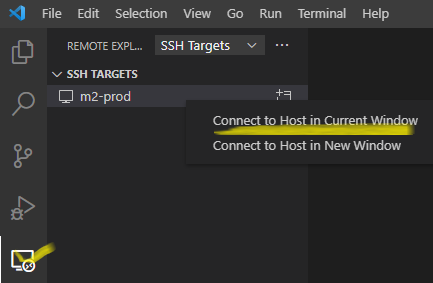 File Edit Selection View Go Run Terminal Help
REMOTE EXPL... SSH Targets ...
SSH TARGETS
m2-prod
Connect to Host in Current Window
Connect to Host in New Window